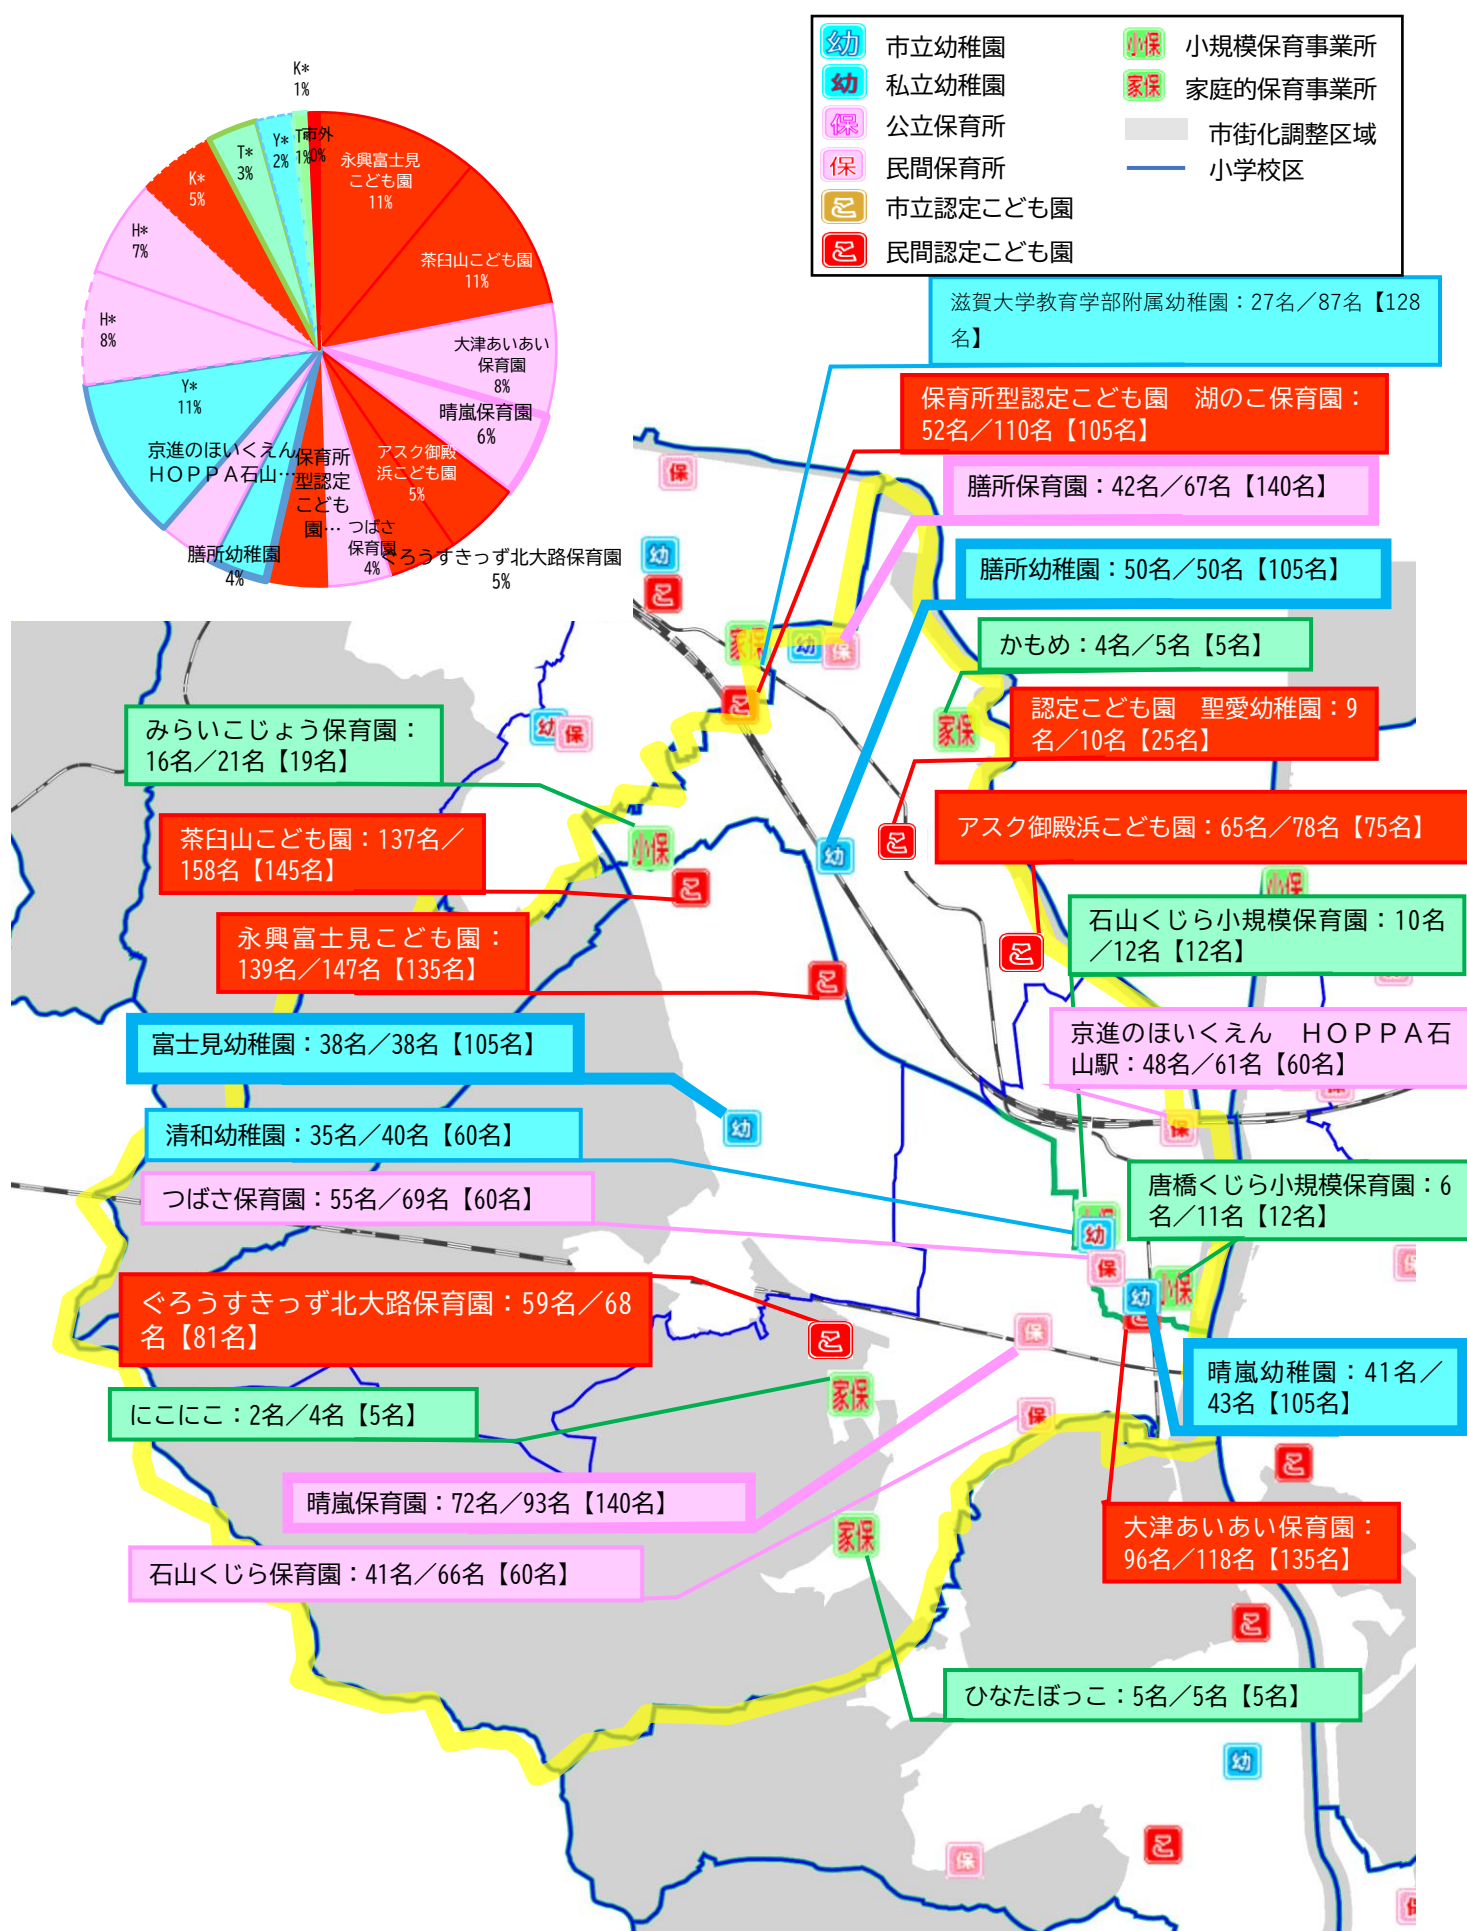 幼 市立幼稚園
幼 私立幼稚園
保 公立保育所
保 民間保育所
市立認定こども園
民間認定こども園
小保 小規模保育事業所
家保 家庭的保育事業所
市街化調整区域
小学校区
K*
1%
永興富士見
こども園
11%
茶臼山こども園
11%
大津あいあい
保育園
8%
晴嵐保育園
6%
アスク御殿
浜こども園
5%
ぐろうすきっず北大路保育園
5%
つばさ
保育園
4%
保育所
型認定
こども
園…
膳所幼稚園
4%
京進のほいくえん
HOPPA石山…
Y*
11%
H*
8%
H*
7%
K*
5%
T*
3%
Y*
2%
T*
1%
市外
0%
滋賀大学教育学部附属幼稚園：27名／87名【128
名】
保育所型認定こども園　湖のこ保育園：
52名／110名【105名】
膳所保育園：42名／67名【140名】
膳所幼稚園：50名／50名【105名】
かもめ：4名／5名【5名】
認定こども園　聖愛幼稚園：9
名／10名【25名】
アスク御殿浜こども園：65名／78名【75名】
石山くじら小規模保育園：10名
／12名【12名】
京進のほいくえん　ＨＯＰＰＡ石
山駅：48名／61名【60名】
唐橋くじら小規模保育園：6
名／11名【12名】
晴嵐幼稚園：41名／
43名【105名】
大津あいあい保育園：
96名／118名【135名】
ひなたぼっこ：5名／5名【5名】
みらいこじょう保育園：
16名／21名【19名】
茶臼山こども園：137名／
158名【145名】
永興富士見こども園：
139名／147名【135名】
富士見幼稚園：38名／38名【105名】
清和幼稚園：35名／40名【60名】
つばさ保育園：55名／69名【60名】
ぐろうすきっず北大路保育園：59名／68
名【81名】
にこにこ：2名／4名【5名】
晴嵐保育園：72名／93名【140名】
石山くじら保育園：41名／66名【60名】